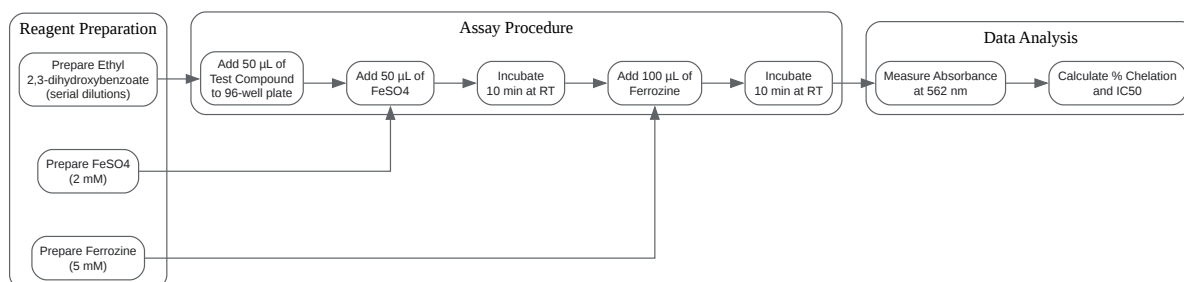 Reagent Preparation
Prepare Ethyl
2,3-dihydroxybenzoate
(serial dilutions)
Prepare FeSO4
(2 mM)
Prepare Ferrozine
(5 mM)
Assay Procedure
Add 50 µL of
Test Compound
to 96-well plate
Add 50 µL of
FeSO4
Incubate
10 min at RT
Add 100 µL of
Ferrozine
Incubate
10 min at RT
Data Analysis
Measure Absorbance
at 562 nm
Calculate % Chelation
and IC50